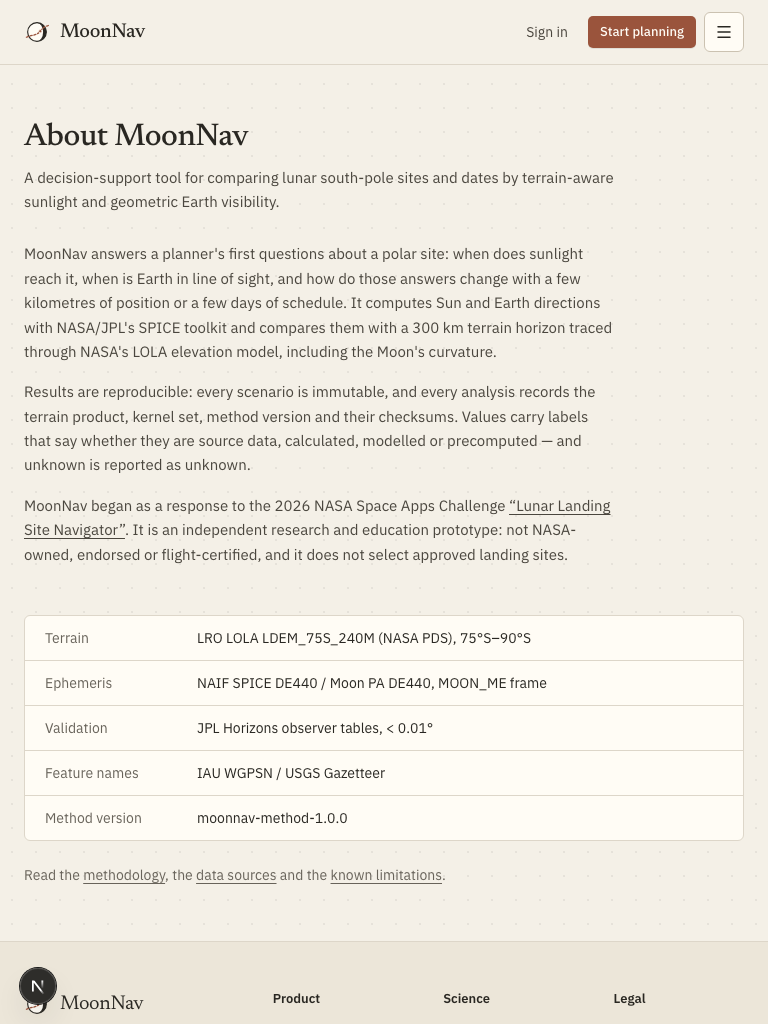 MoonNav
Sign in
Start planning
About MoonNav
A decision-support tool for comparing lunar south-pole sites and dates by terrain-aware
sunlight and geometric Earth visibility.
MoonNav answers a planner's first questions about a polar site: when does sunlight
reach it, when is Earth in line of sight, and how do those answers change with a few
kilometres of position or a few days of schedule. It computes Sun and Earth directions
with NASA/JPL's SPICE toolkit and compares them with a 300 km terrain horizon traced
through NASA's LOLA elevation model, including the Moon's curvature.
Results are reproducible: every scenario is immutable, and every analysis records the
terrain product, kernel set, method version and their checksums. Values carry labels
that say whether they are source data, calculated, modelled or precomputed — and
unknown is reported as unknown.
MoonNav began as a response to the 2026 NASA Space Apps Challenge “Lunar Landing
Site Navigator”. It is an independent research and education prototype: not NASA-
owned, endorsed or flight-certified, and it does not select approved landing sites.
Terrain LRO LOLA LDEM_75S_240M (NASA PDS), 75°S–90°S
Ephemeris NAIF SPICE DE440 / Moon PA DE440, MOON_ME frame
Validation JPL Horizons observer tables, < 0.01°
Feature names IAU WGPSN / USGS Gazetteer
Method version moonnav-method-1.0.0
Read the methodology, the data sources and the known limitations.
N
MoonNav
Product
Science
Legal